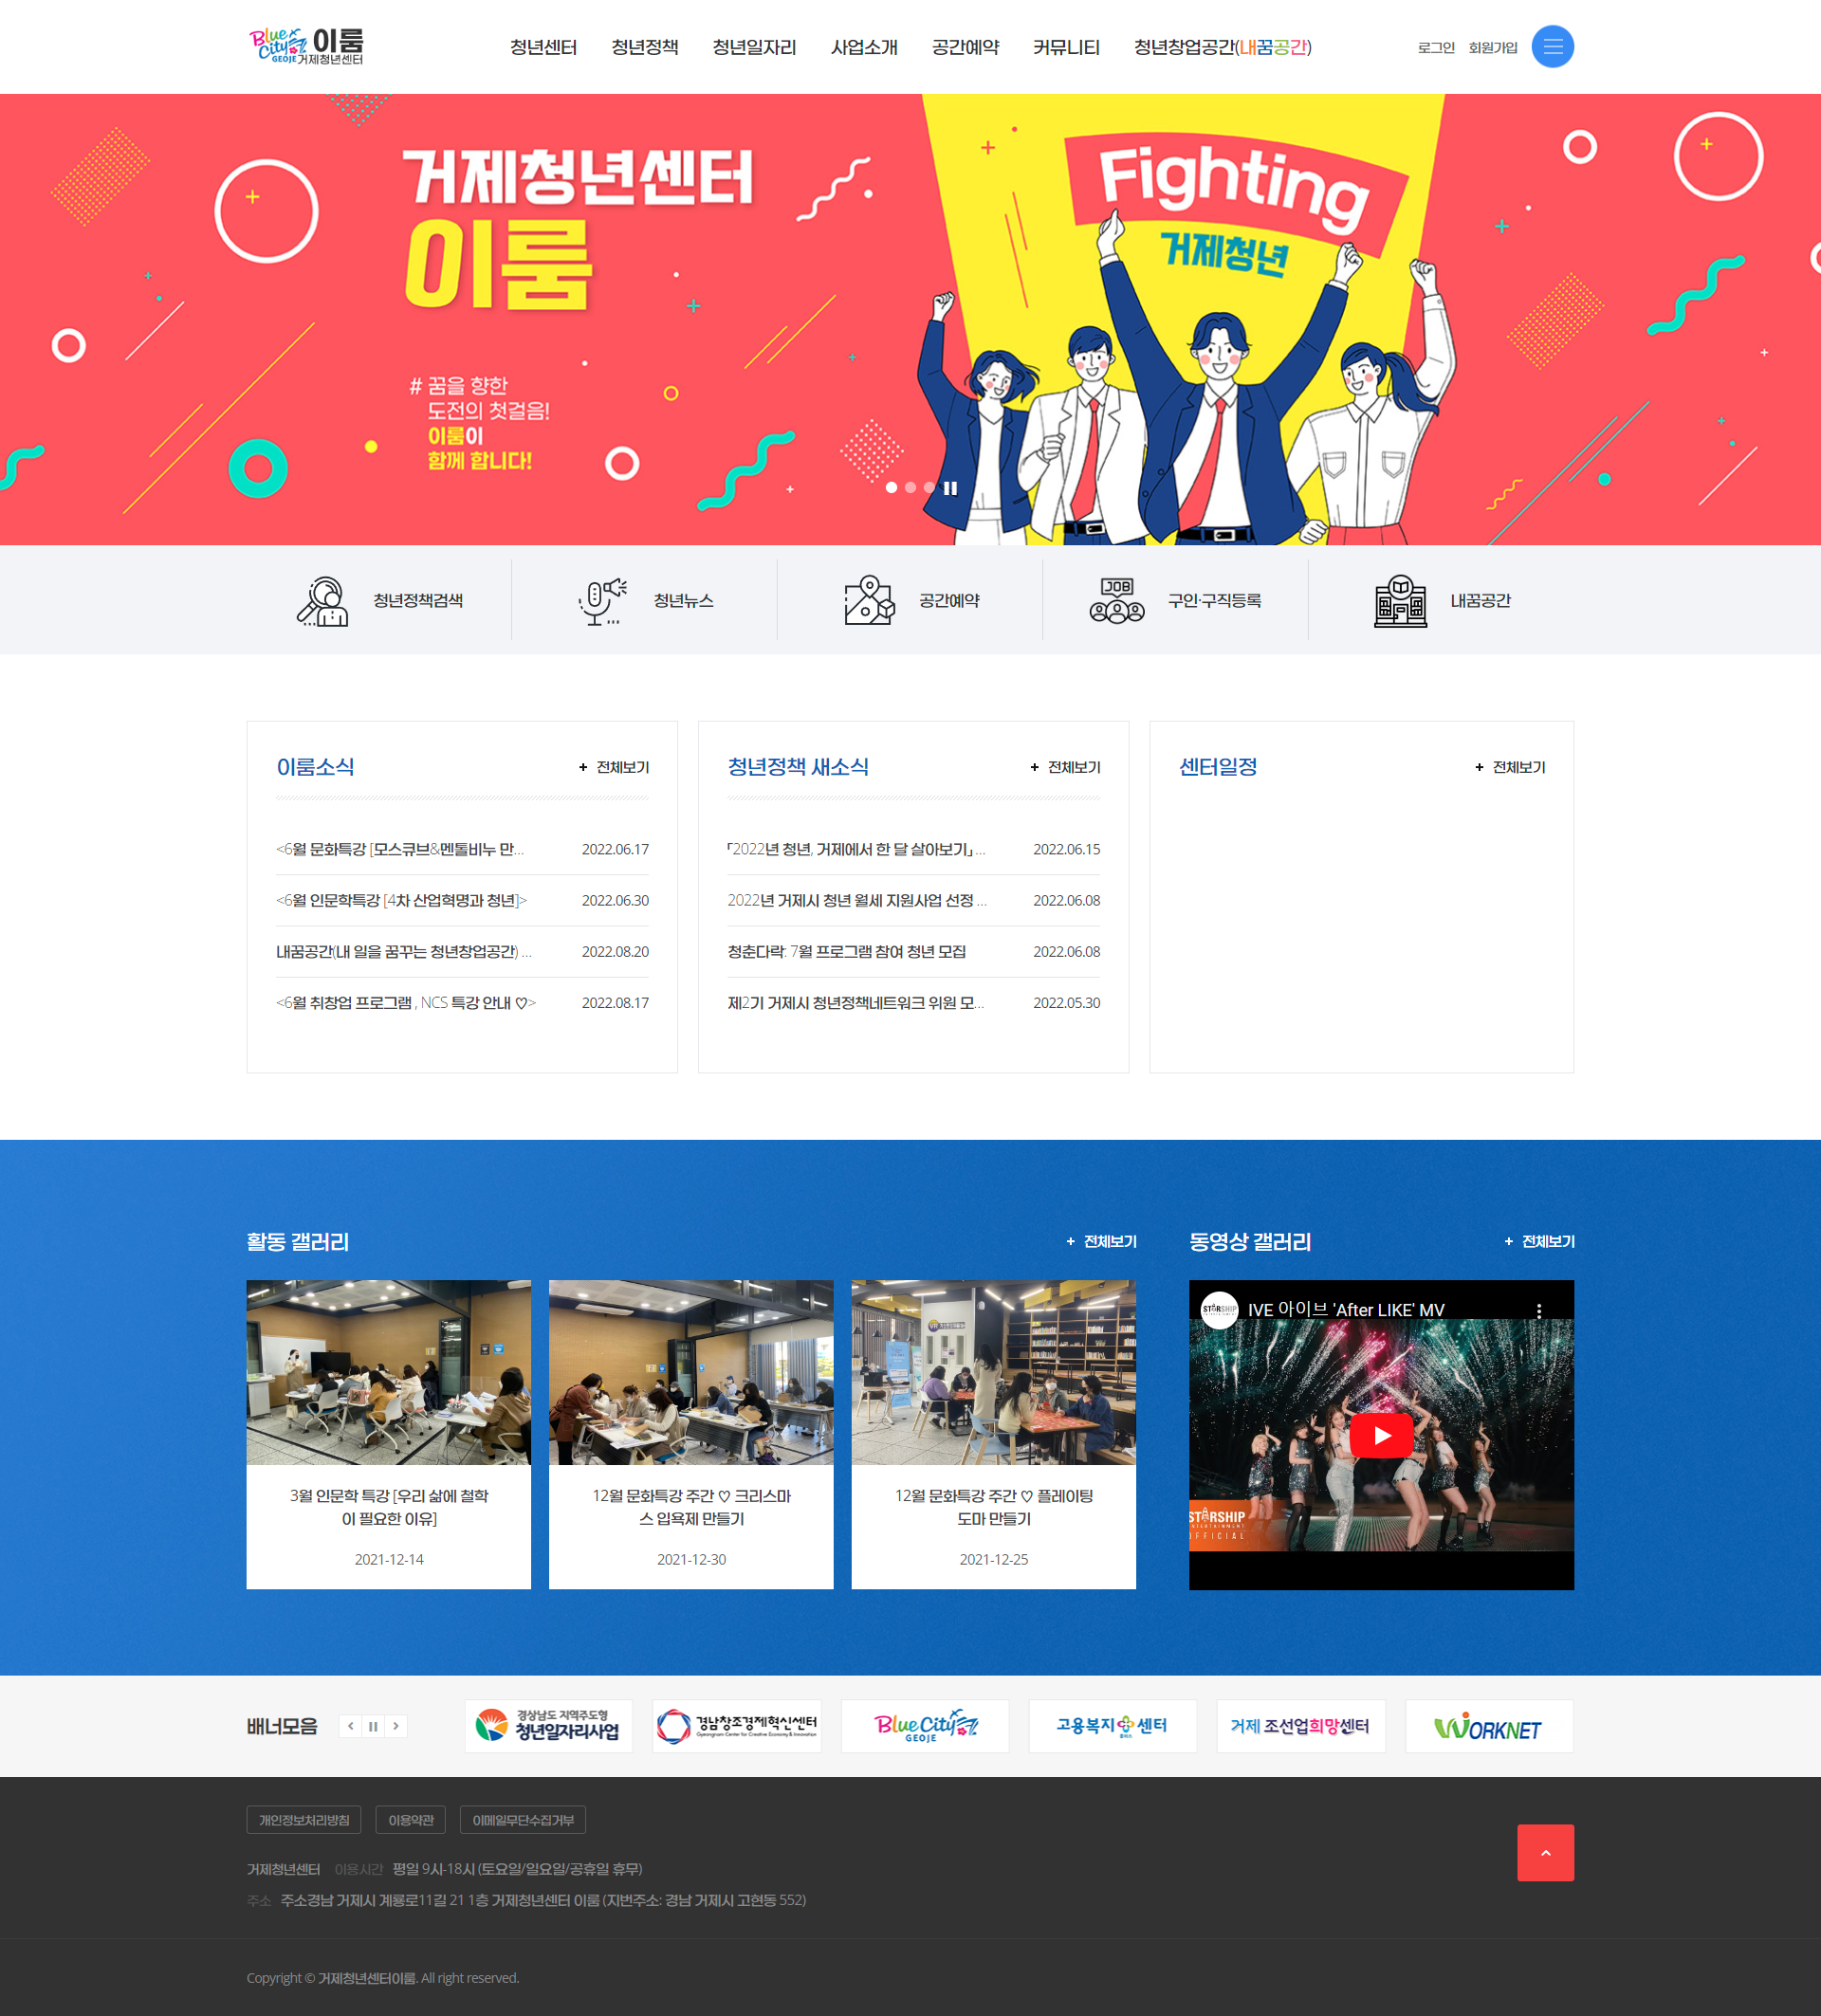 Blue City GEOJE 이룸
거제청년센터
청년센터 청년정책 청년일자리 사업소개 공간예약 커뮤니티 청년창업공간(내꿈공간)
로그인 회원가입
거제청년센터
이룸
# 꿈을 향한
도전의 첫걸음!
이룸이
함께 합니다!
Fighting
거제청년
청년정책검색
청년뉴스
공간예약
JOB
구인·구직등록
내꿈공간
이룸소식 + 전체보기
<6월 문화특강 [모스큐브&멘톨비누 만... 2022.06.17
<6월 인문학특강 [4차 산업혁명과 청년]> 2022.06.30
내꿈공간(내 일을 꿈꾸는 청년창업공간) ... 2022.08.20
<6월 취창업 프로그램 , NCS 특강 안내 ♡> 2022.08.17
청년정책 새소식 + 전체보기
「2022년 청년, 거제에서 한 달 살아보기」 ... 2022.06.15
2022년 거제시 청년 월세 지원사업 선정 ... 2022.06.08
청춘다락: 7월 프로그램 참여 청년 모집 2022.06.08
제2기 거제시 청년정책네트워크 위원 모... 2022.05.30
센터일정 + 전체보기
활동 갤러리 + 전체보기
3월 인문학 특강 [우리 삶에 철학
이 필요한 이유]
2021-12-14
12월 문화특강 주간 ♡ 크리스마
스 입욕제 만들기
2021-12-30
12월 문화특강 주간 ♡ 플레이팅
도마 만들기
2021-12-25
동영상 갤러리 + 전체보기
STARSHIP
IVE 아이브 'After LIKE' MV
STARSHIP
ENTERTAINMENT
OFFICIAL
배너모음
경상남도 지역주도형
청년일자리사업
경남창조경제혁신센터
Gyeongnam Center for Creative Economy & Innovation
Blue City
GEOJE
고용복지 센터
거제 조선업희망센터
WORKNET
개인정보처리방침 이용약관 이메일무단수집거부
거제청년센터 이용시간 평일 9시-18시 (토요일/일요일/공휴일 휴무)
주소 주소경남 거제시 계룡로11길 21 1층 거제청년센터 이룸 (지번주소: 경남 거제시 고현동 552)
Copyright © 거제청년센터이룸. All right reserved.